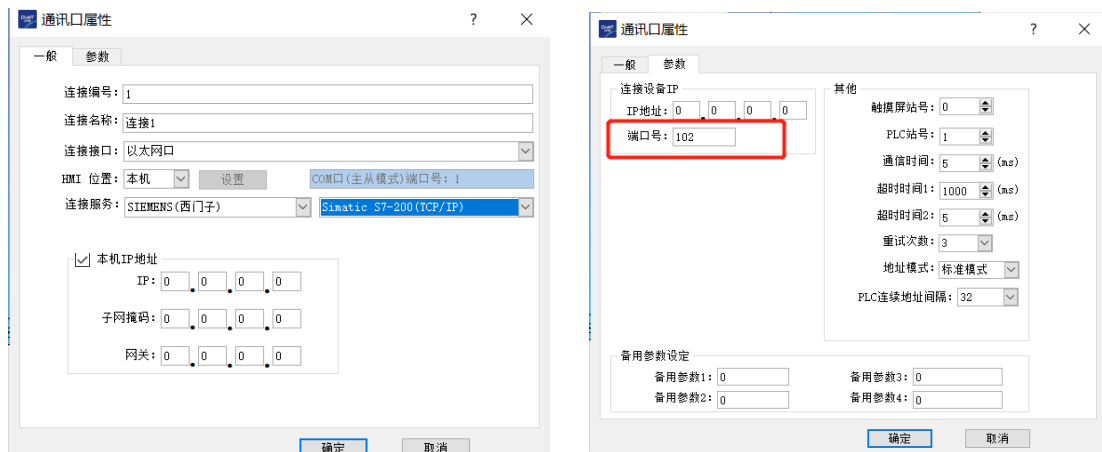 通讯口属性
?
一般
参数
连接编号: 1
连接名称: 连接1
连接接口: 以太网口
HMI 位置: 本机 设置 COM口(主从模式)端口号: 1
连接服务: SIEMENS(西门子) Simatic S7-200(TCP/IP)
本机IP地址
IP: 0 . 0 . 0 . 0
子网掩码: 0 . 0 . 0 . 0
网关: 0 . 0 . 0 . 0
确定
取消
通讯口属性
?
一般
参数
连接设备IP
IP地址: 0 . 0 . 0 . 0
端口号: 102
其他
触摸屏站号: 0
PLC站号: 1
通信时间: 5 (ms)
超时时间1: 1000 (ms)
超时时间2: 5 (ms)
重试次数: 3
地址模式: 标准模式
PLC连续地址间隔: 32
备用参数设定
备用参数1: 0
备用参数3: 0
备用参数2: 0
备用参数4: 0
确定
取消